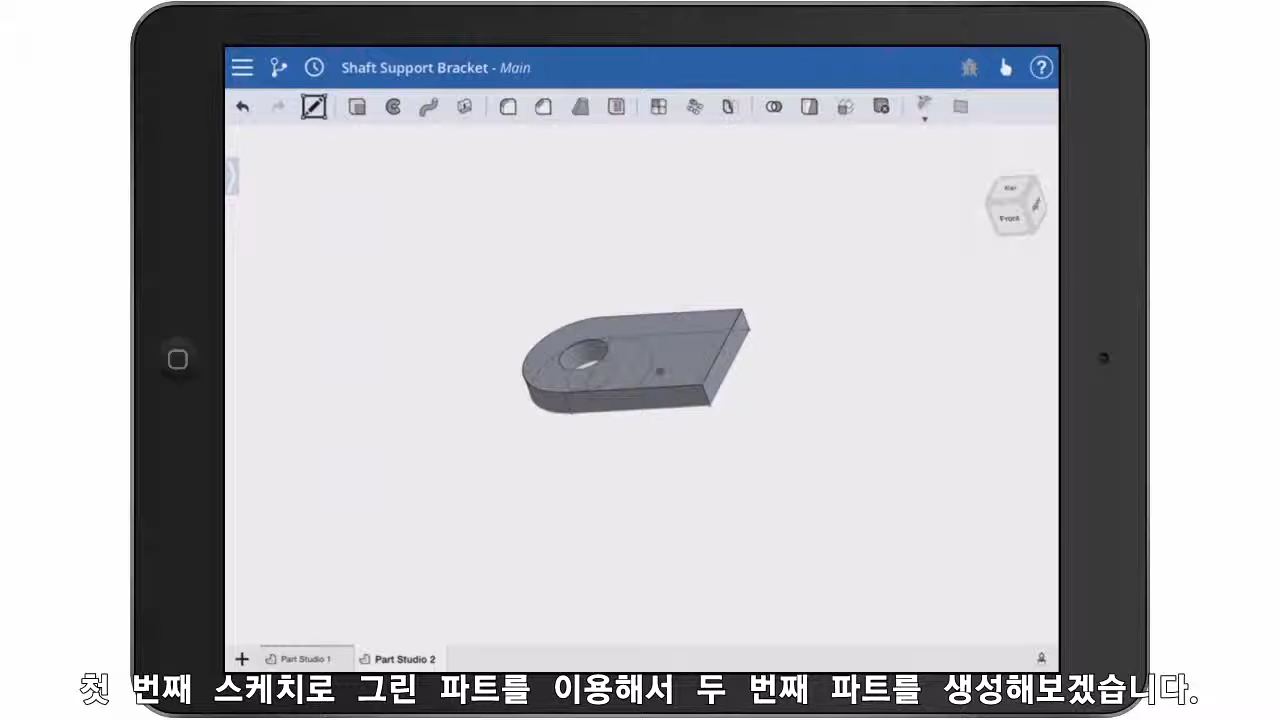 Shaft Support Bracket - Main
Front
Part Studio 1
Part Studio 2
첫 번째 스케치로 그린 파트를 이용해서 두 번째 파트를 생성해보겠습니다.